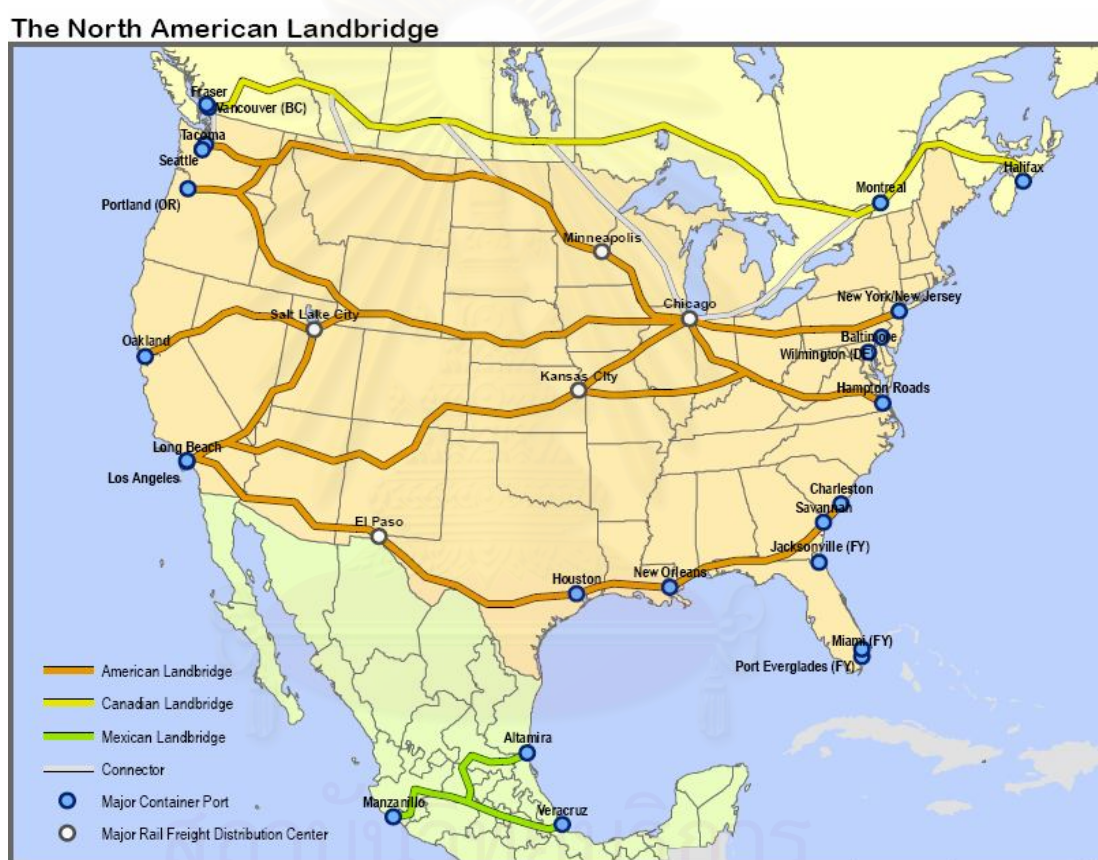 The North American Landbridge
Fraser
Vancouver (BC)
Tacoma
Seattle
Portland (OR)
Halifax
Montreal
Minneapolis
Chicago
New York/New Jersey
Salt Lake City
Oakland
Baltimore
Wilmington (DE)
Kansas City
Hampton Roads
Long Beach
Los Angeles
Charleston
Savannah
El Paso
Jacksonville (FY)
Houston
New Orleans
Miami (FY)
Port Everglades (FY)
American Landbridge
Canadian Landbridge
Mexican Landbridge
Connector
Major Container Port
Major Rail Freight Distribution Center
Altamira
Manzanillo
Veracruz